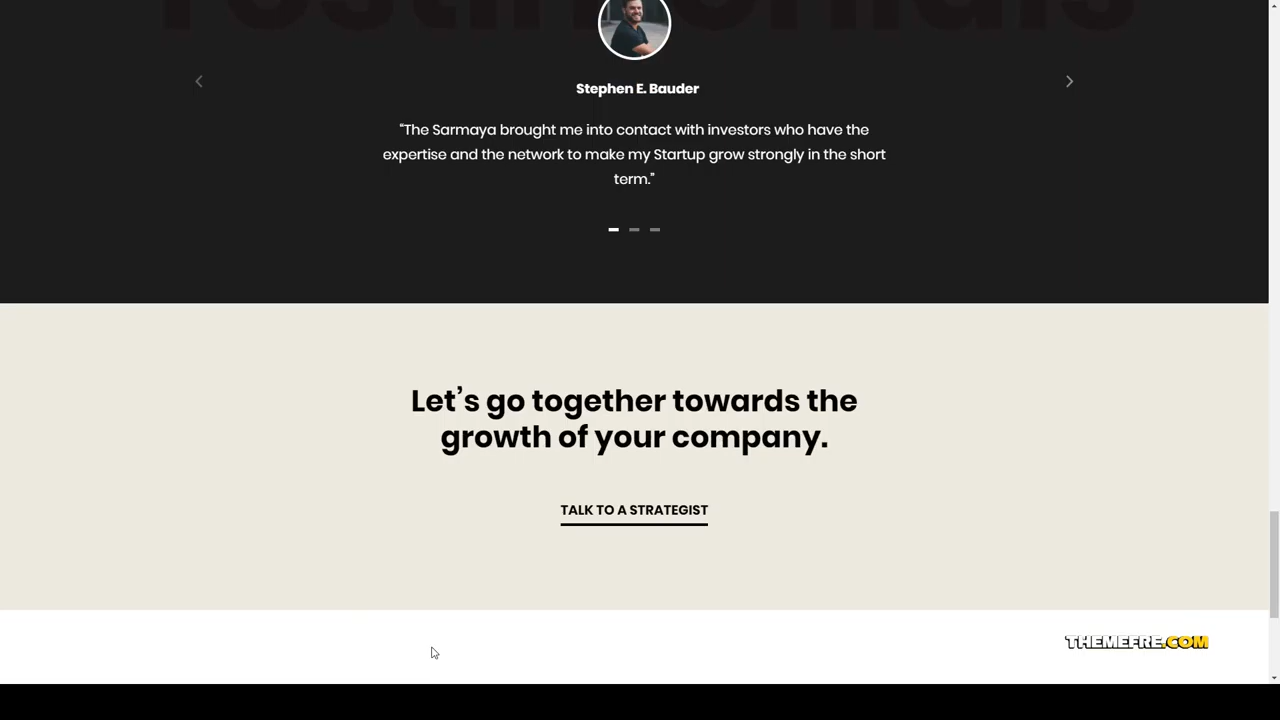 Testimonials
Stephen E. Bauder
“The Sarmaya brought me into contact with investors who have the
expertise and the network to make my Startup grow strongly in the short
term.”
Let’s go together towards the
growth of your company.
TALK TO A STRATEGIST
THEMEFRE.COM